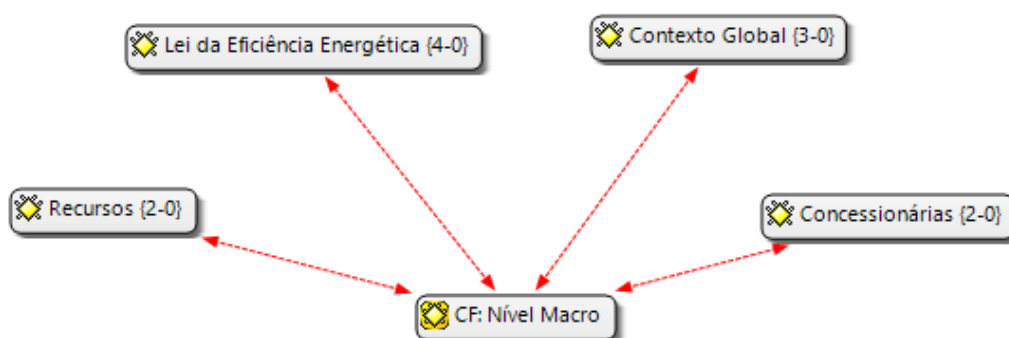 Lei da Eficiência Energética {4-0}
Contexto Global {3-0}
Recursos {2-0}
Concessionárias {2-0}
CF: Nível Macro